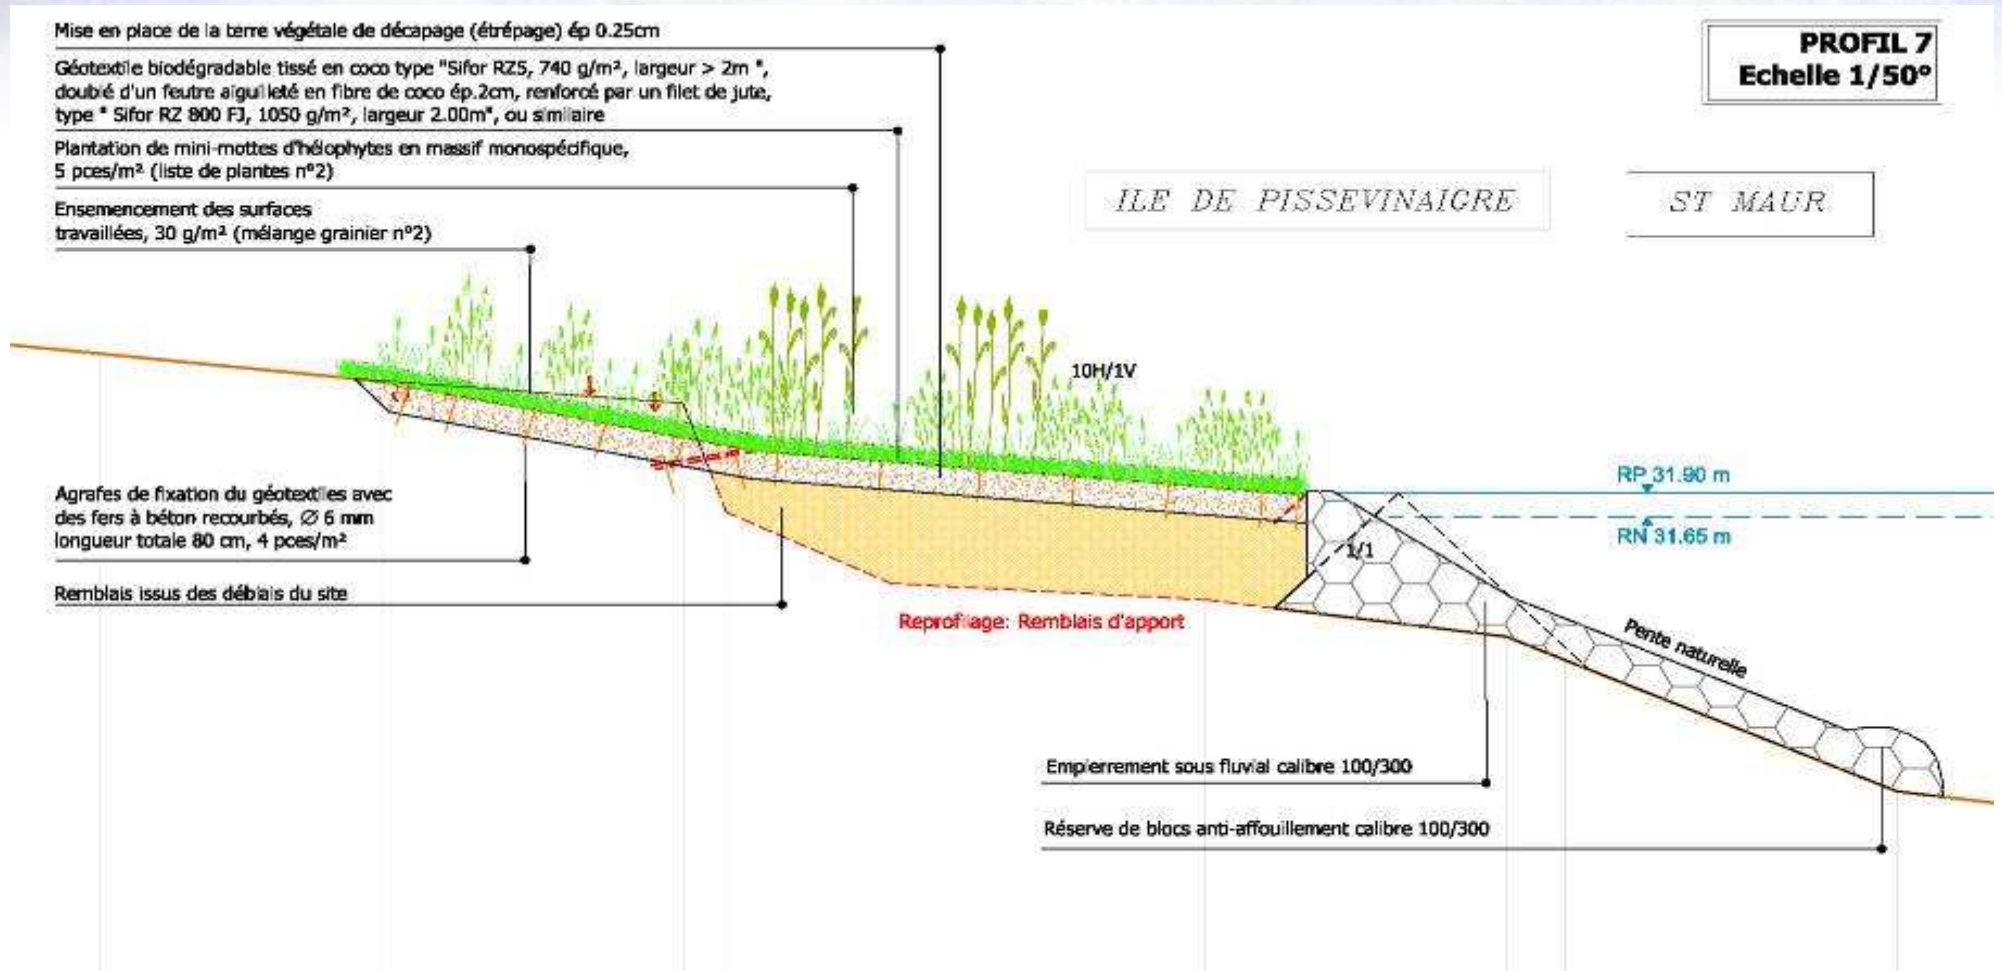 Mise en place de la terre végétale de décapage (étrépage) ép 0.25cm
Géotextile biodégradable tissé en coco type "Sifor RZ5, 740 g/m², largeur > 2m ",
doublé d'un feutre aiguilleté en fibre de coco ép.2cm, renforcé par un filet de jute,
type " Sifor RZ 800 FJ, 1050 g/m², largeur 2.00m", ou similaire
Plantation de mini-mottes d'hélophytes en massif monospécifique,
5 pces/m² (liste de plantes n°2)
Ensemencement des surfaces
travaillées, 30 g/m² (mélange grainier n°2)
PROFIL 7
Echelle 1/50°
ILE DE PISSEVINAIGRE
ST MAUR
10H/1V
RP 31.90 m
RN 31.65 m
1/1
Agrafes de fixation du géotextiles avec
des fers à béton recourbés, Ø 6 mm
longueur totale 80 cm, 4 pces/m²
Remblais issus des déblais du site
Reprofilage: Remblais d'apport
Pente naturelle
Empierrement sous fluvial calibre 100/300
Réserve de blocs anti-affouillement calibre 100/300